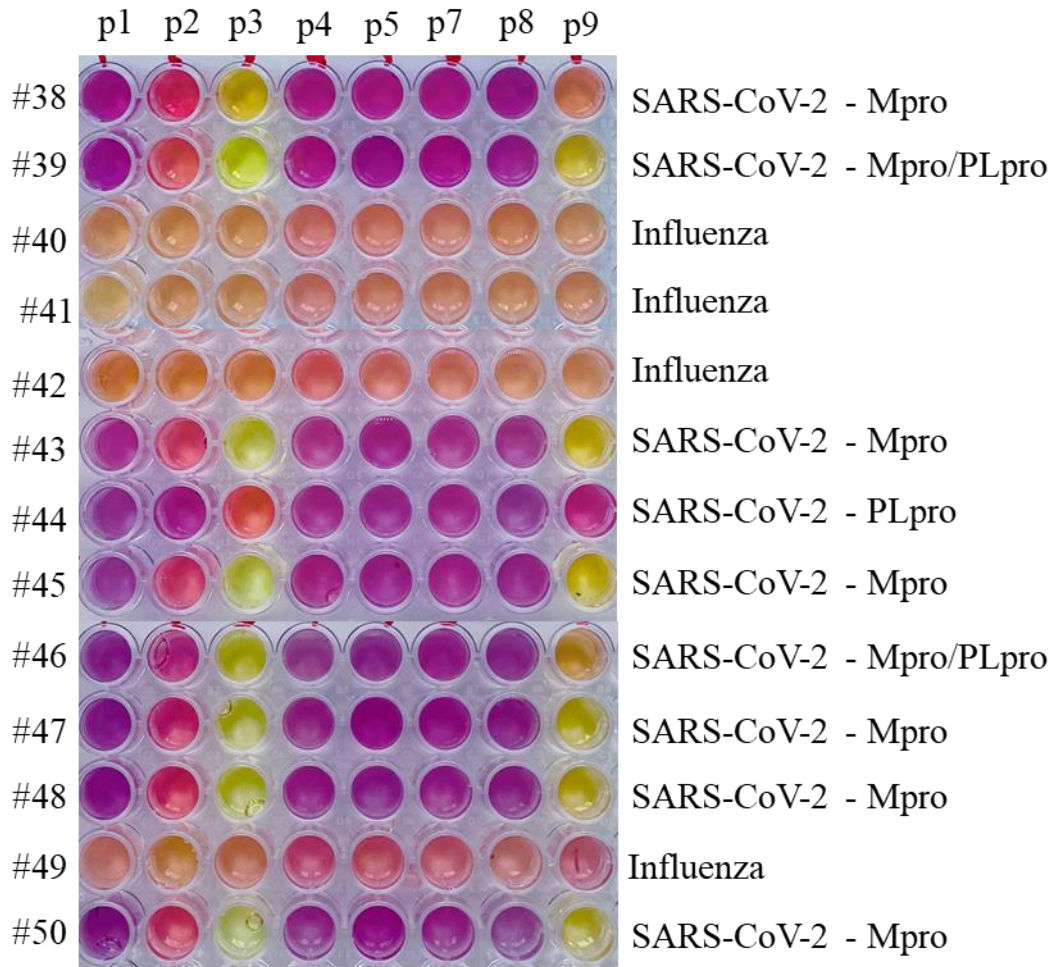 p1 p2 p3 p4 p5 p7 p8 p9
#38 SARS-CoV-2 - Mpro
#39 SARS-CoV-2 - Mpro/PLpro
#40 Influenza
#41 Influenza
#42 Influenza
#43 SARS-CoV-2 - Mpro
#44 SARS-CoV-2 - PLpro
#45 SARS-CoV-2 - Mpro
#46 SARS-CoV-2 - Mpro/PLpro
#47 SARS-CoV-2 - Mpro
#48 SARS-CoV-2 - Mpro
#49 Influenza
#50 SARS-CoV-2 - Mpro